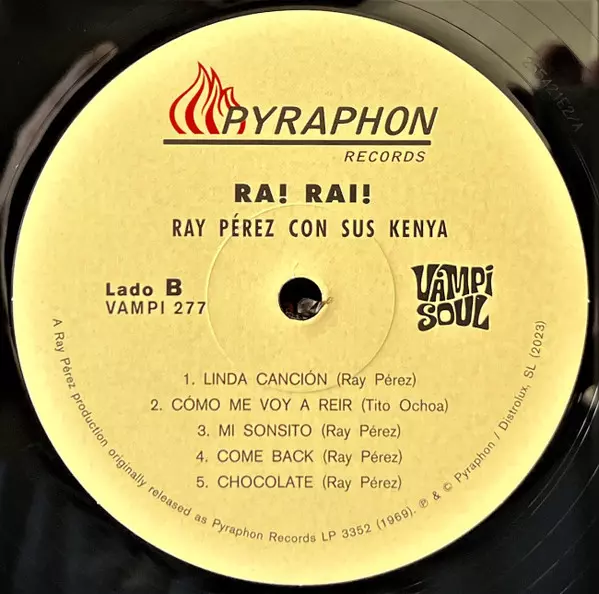 PYRAPHON
RECORDS
RA! RAI!
RAY PÉREZ CON SUS KENYA
Lado B
VAMPI 277
VAMPI
SOUL
1. LINDA CANCIÓN (Ray Pérez)
2. CÓMO ME VOY A REIR (Tito Ochoa)
3. MI SONSITO (Ray Pérez)
4. COME BACK (Ray Pérez)
5. CHOCOLATE (Ray Pérez)
A Ray Pérez production originally released as Pyraphon Records LP 3352 (1969). ℗ & © Pyraphon / Distrolux, SL (2023)